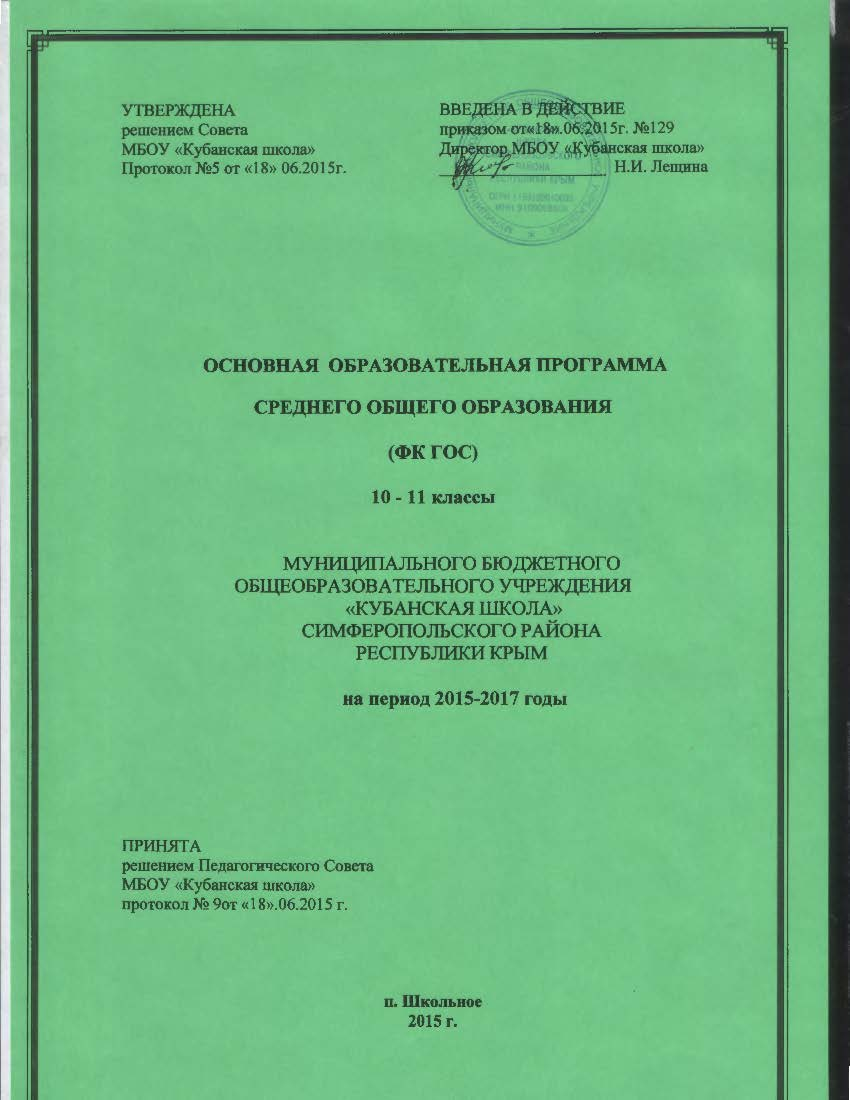 УТВЕРЖДЕНА
решением Совета
МБОУ «Кубанская школа»
Протокол №5 от «18» 06.2015г.
ВВЕДЕНА В ДЕЙСТВИЕ
приказом от«18».06.2015г. №129
Директор МБОУ «Кубанская школа»
Н.И. Лещина
ОСНОВНАЯ ОБРАЗОВАТЕЛЬНАЯ ПРОГРАММА
СРЕДНЕГО ОБЩЕГО ОБРАЗОВАНИЯ
(ФК ГОС)
10 - 11 классы
МУНИЦИПАЛЬНОГО БЮДЖЕТНОГО
ОБЩЕОБРАЗОВАТЕЛЬНОГО УЧРЕЖДЕНИЯ
«КУБАНСКАЯ ШКОЛА»
СИМФЕРОПОЛЬСКОГО РАЙОНА
РЕСПУБЛИКИ КРЫМ
на период 2015-2017 годы
ПРИНЯТА
решением Педагогического Совета
МБОУ «Кубанская школа»
протокол № 9от «18».06.2015 г.
п. Школьное
2015 г.